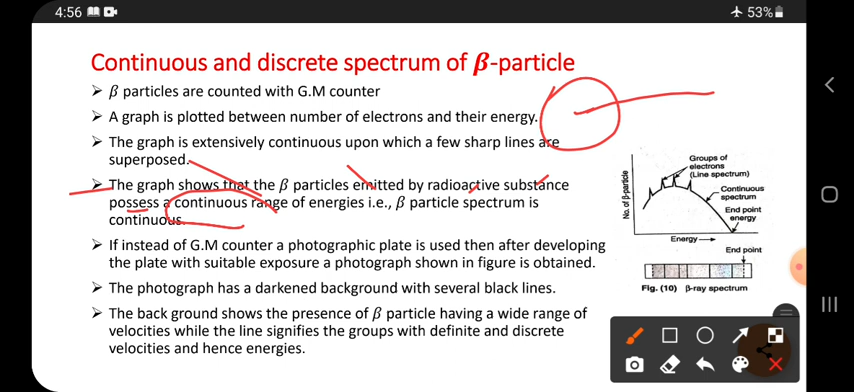 4:56
53%
Continuous and discrete spectrum of β-particle
➤ β particles are counted with G.M counter
➤ A graph is plotted between number of electrons and their energy.
➤ The graph is extensively continuous upon which a few sharp lines are
superposed.
➤ The graph shows that the β particles emitted by radioactive substance
possess a continuous range of energies i.e., β particle spectrum is
continuous.
➤ If instead of G.M counter a photographic plate is used then after developing
the plate with suitable exposure a photograph shown in figure is obtained.
➤ The photograph has a darkened background with several black lines.
➤ The back ground shows the presence of β particle having a wide range of
velocities while the line signifies the groups with definite and discrete
velocities and hence energies.
No. of β-particle
Groups of
electrons
(Line spectrum)
Continuous
spectrum
End point
energy
Energy
End point
Fig. (10) β-ray spectrum